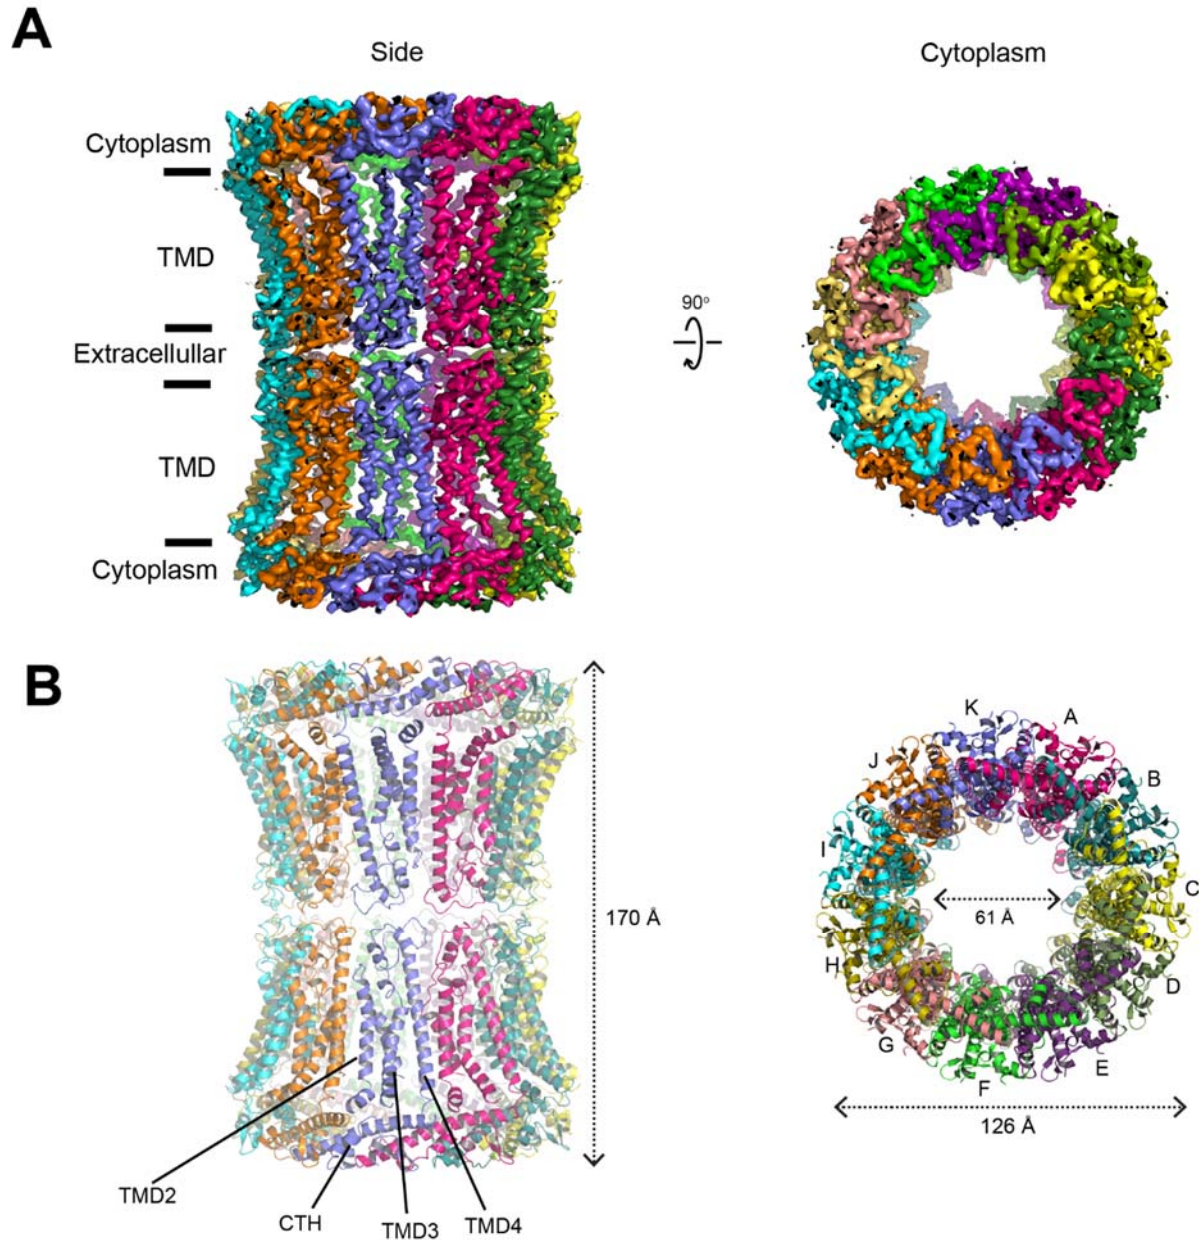 A
Side
Cytoplasm
Cytoplasm
TMD
Extracellullar
TMD
Cytoplasm
90°
B
170 Å
TMD2
CTH
TMD3
TMD4
K
A
J
B
I
C
61 Å
H
D
G
E
F
126 Å